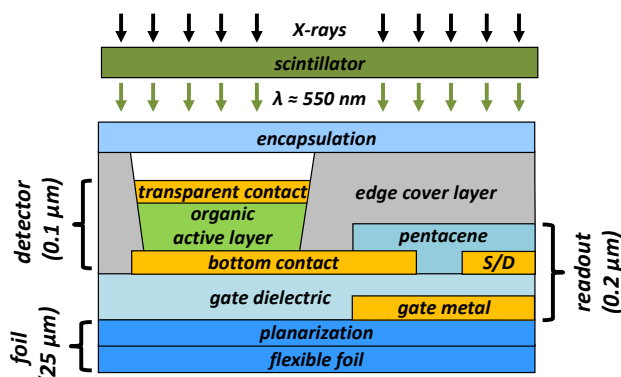 X-rays
scintillator
λ ≈ 550 nm
encapsulation
transparent contact
edge cover layer
organic
active layer
pentacene
bottom contact
S/D
gate dielectric
gate metal
planarization
flexible foil
detector
(0.1 μm)
readout
(0.2 μm)
foil
25 μm)